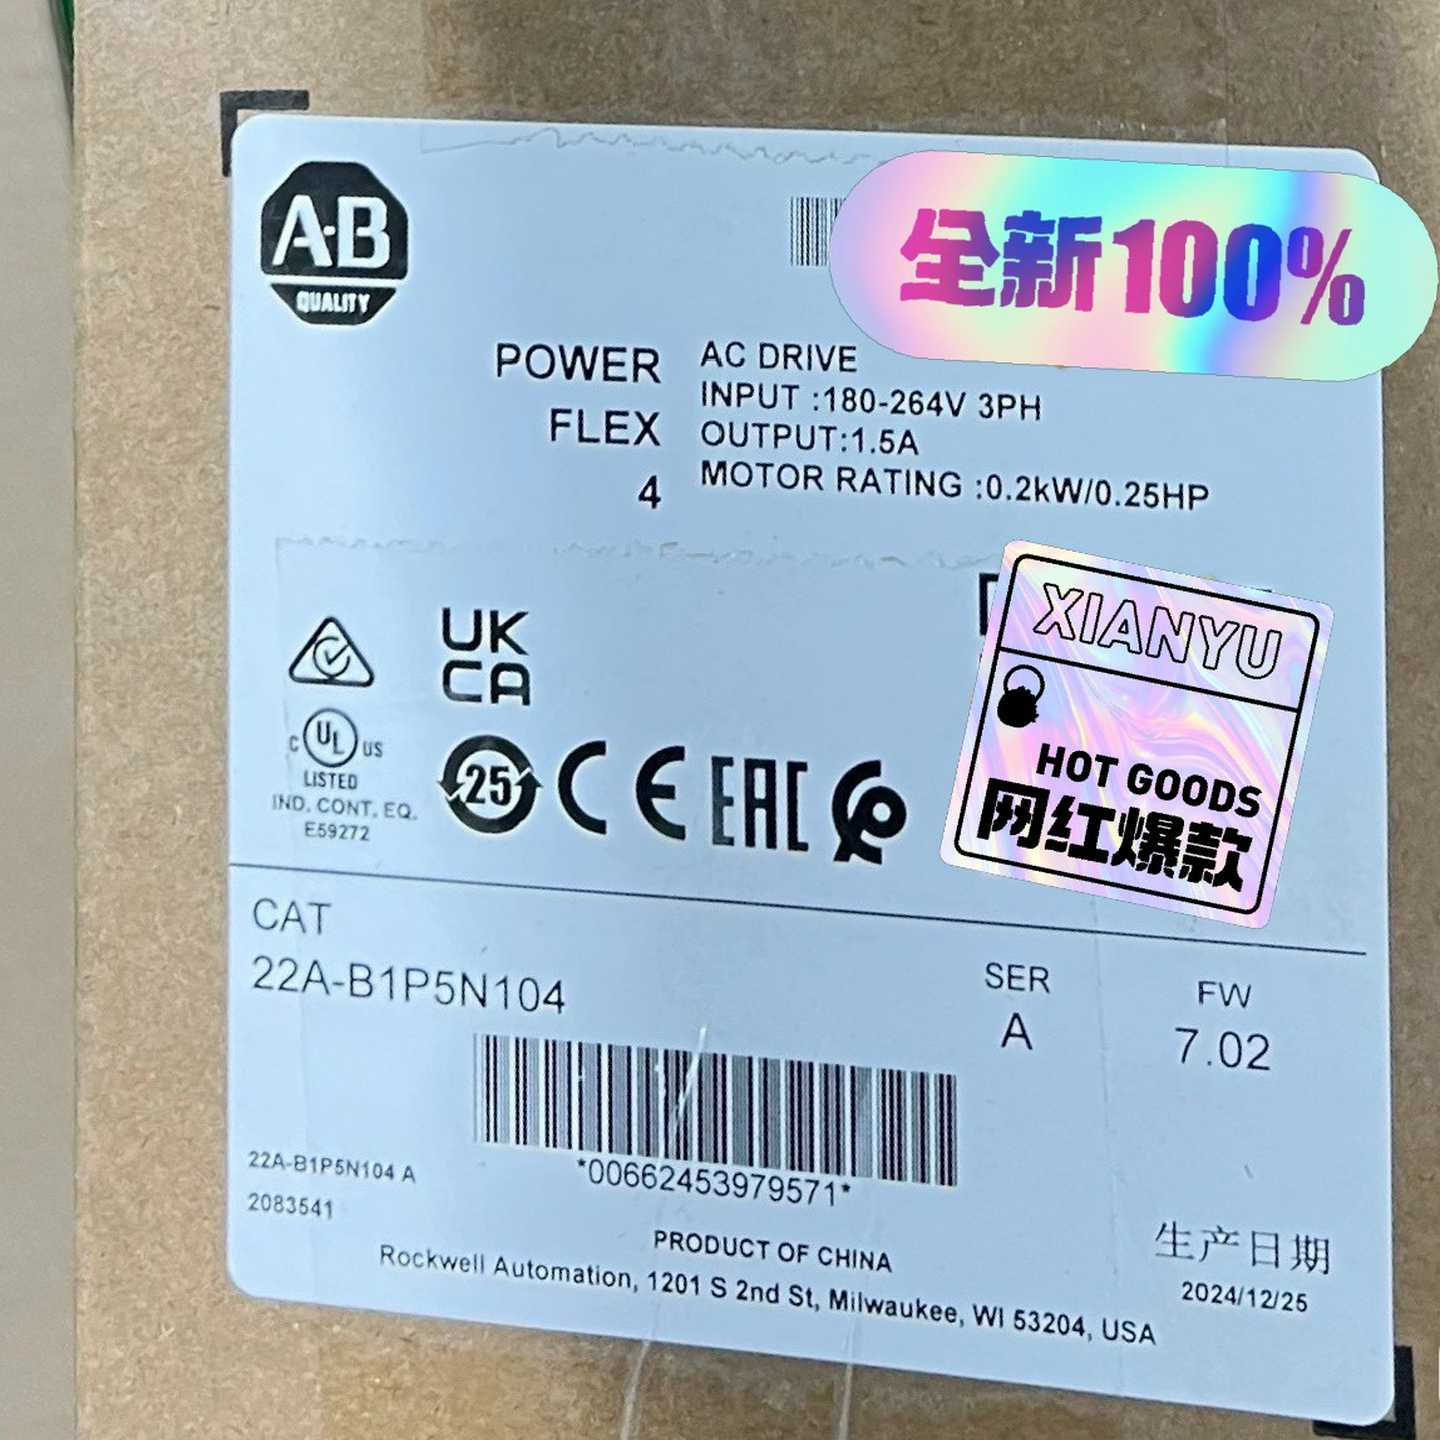 A-B
QUALITY
全新100%
POWER
FLEX
4
AC DRIVE
INPUT :180-264V 3PH
OUTPUT:1.5A
MOTOR RATING :0.2kW/0.25HP
XIANYU
HOT GOODS
网红爆款
UK
CA
C UL US
LISTED
IND. CONT. EQ.
E59272
25
CE
EAC
CAT
22A-B1P5N104
SER
A
FW
7.02
*00662453979571*
22A-B1P5N104 A
2083541
PRODUCT OF CHINA
Rockwell Automation, 1201 S 2nd St, Milwaukee, WI 53204, USA
生产日期
2024/12/25